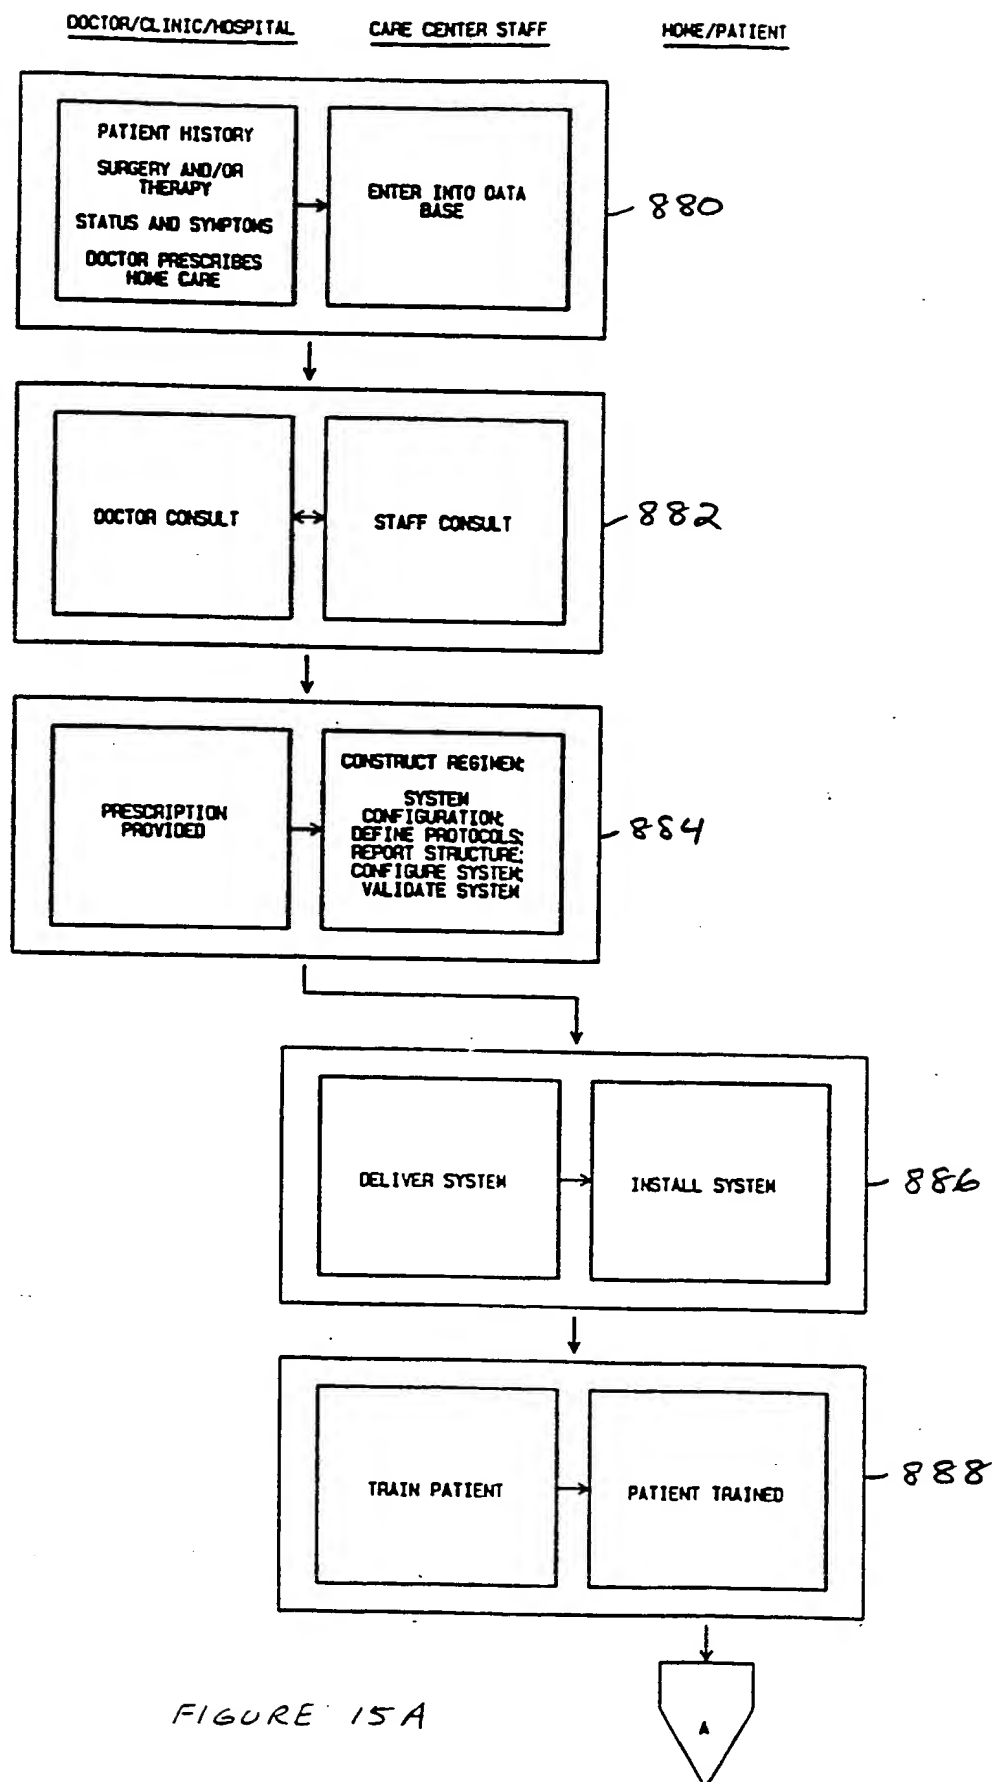 DOCTOR/CLINIC/HOSPITAL
CARE CENTER STAFF
HOME/PATIENT
PATIENT HISTORY
SURGERY AND/OR
THERAPY
STATUS AND SYMPTOMS
DOCTOR PRESCRIBES
HOME CARE
ENTER INTO DATA
BASE
880
DOCTOR CONSULT
STAFF CONSULT
882
PRESCRIPTION
PROVIDED
CONSTRUCT REGIMEN;
SYSTEM
CONFIGURATION;
DEFINE PROTOCOLS;
REPORT STRUCTURE;
CONFIGURE SYSTEM;
VALIDATE SYSTEM
884
DELIVER SYSTEM
INSTALL SYSTEM
886
TRAIN PATIENT
PATIENT TRAINED
888
FIGURE 15A
A